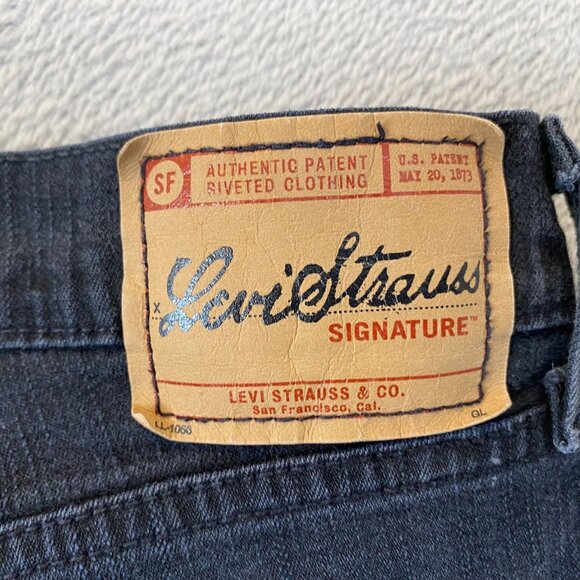 SF
AUTHENTIC PATENT
RIVETED CLOTHING
U.S. PATENT
MAY 20, 1873
X Levi Strauss
SIGNATURE™
LEVI STRAUSS & CO.
San Francisco, Cal.
LL-1056 GL